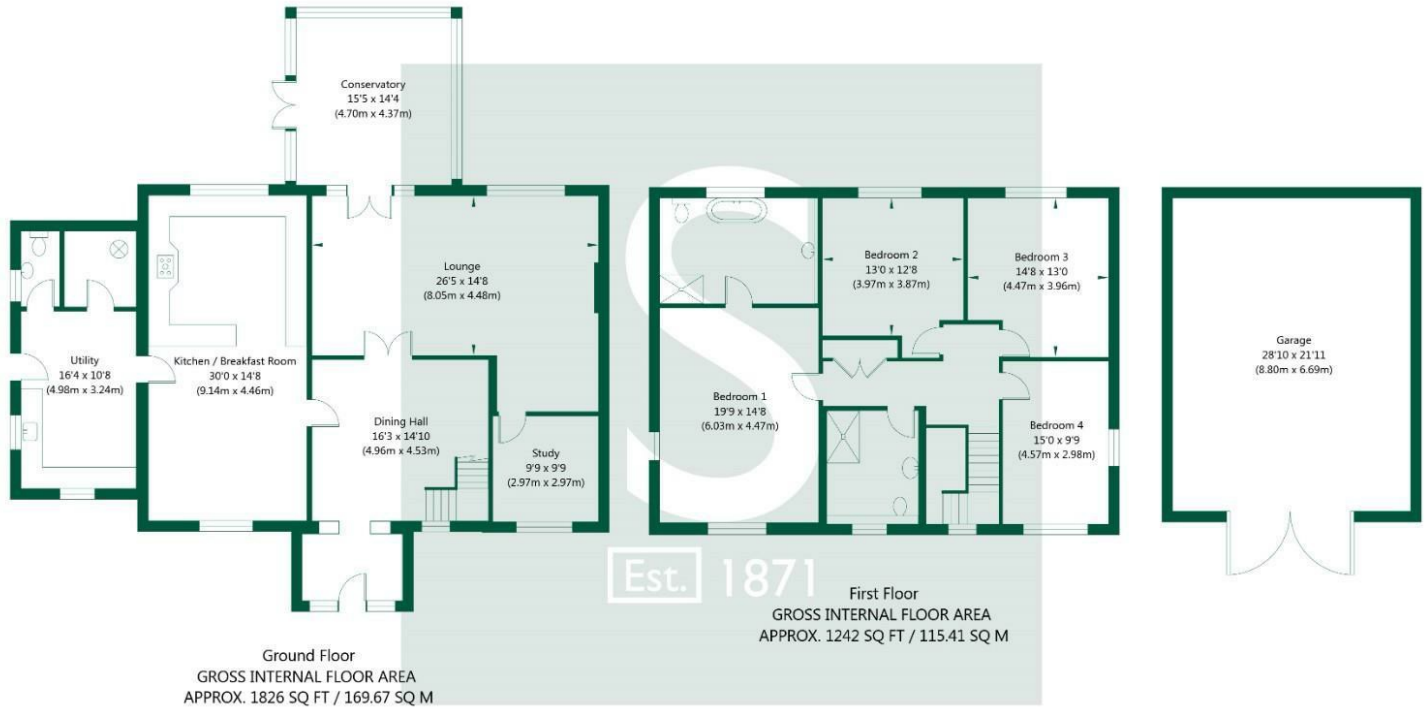 Conservatory
15'5 x 14'4
(4.70m x 4.37m)
Lounge
26'5 x 14'8
(8.05m x 4.48m)
Utility
16'4 x 10'8
(4.98m x 3.24m)
Kitchen / Breakfast Room
30'0 x 14'8
(9.14m x 4.46m)
Dining Hall
16'3 x 14'10
(4.96m x 4.53m)
Study
9'9 x 9'9
(2.97m x 2.97m)
Ground Floor
GROSS INTERNAL FLOOR AREA
APPROX. 1826 SQ FT / 169.67 SQ M
S
Est. 1871
Bedroom 2
13'0 x 12'8
(3.97m x 3.87m)
Bedroom 3
14'8 x 13'0
(4.47m x 3.96m)
Bedroom 1
19'9 x 14'8
(6.03m x 4.47m)
Bedroom 4
15'0 x 9'9
(4.57m x 2.98m)
First Floor
GROSS INTERNAL FLOOR AREA
APPROX. 1242 SQ FT / 115.41 SQ M
Garage
28'10 x 21'11
(8.80m x 6.69m)